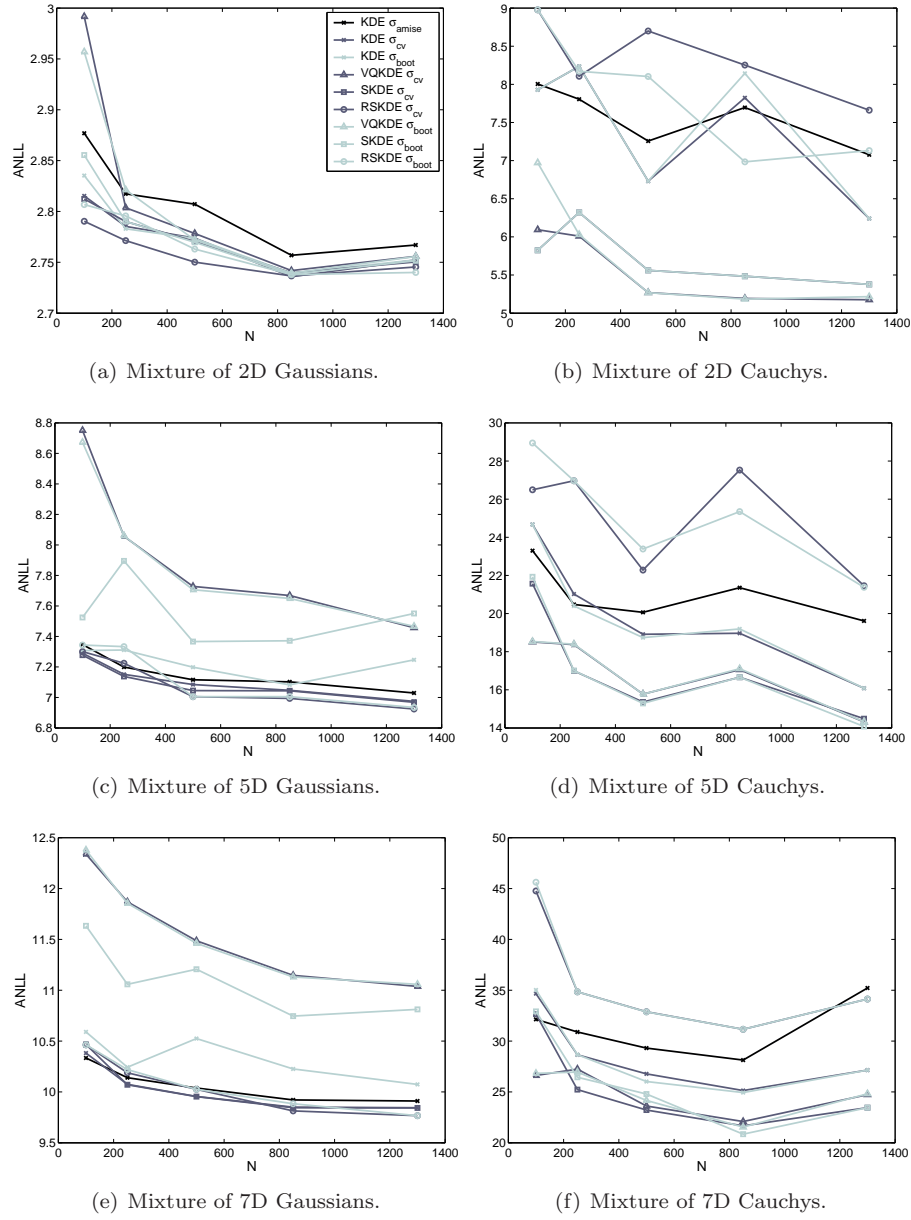 3
2.95
2.9
2.85
2.8
2.75
2.7
ANLL
0 200 400 600 800 1000 1200 1400
N
KDE σamise
KDE σcv
KDE σboot
VQKDE σcv
SKDE σcv
RSKDE σcv
VQKDE σboot
SKDE σboot
RSKDE σboot
(a) Mixture of 2D Gaussians.
9
8.5
8
7.5
7
6.5
6
5.5
5
ANLL
0 200 400 600 800 1000 1200 1400
N
(b) Mixture of 2D Cauchys.
8.8
8.6
8.4
8.2
8
7.8
7.6
7.4
7.2
7
6.8
ANLL
0 200 400 600 800 1000 1200 1400
N
(c) Mixture of 5D Gaussians.
30
28
26
24
22
20
18
16
14
ANLL
0 200 400 600 800 1000 1200 1400
N
(d) Mixture of 5D Cauchys.
12.5
12
11.5
11
10.5
10
9.5
ANLL
0 200 400 600 800 1000 1200 1400
N
(e) Mixture of 7D Gaussians.
50
45
40
35
30
25
20
ANLL
0 200 400 600 800 1000 1200 1400
N
(f) Mixture of 7D Cauchys.